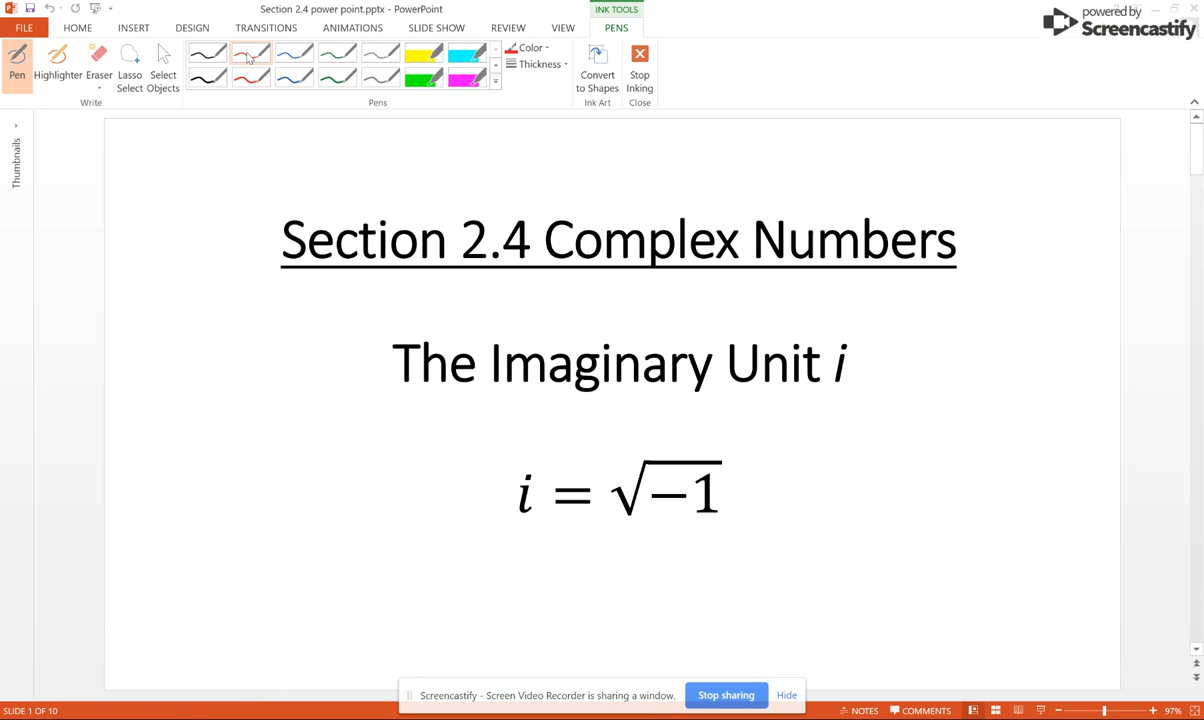 Section 2.4 power point.pptx - PowerPoint
INK TOOLS
powered by
Screencastify
FILE HOME INSERT DESIGN TRANSITIONS ANIMATIONS SLIDE SHOW REVIEW VIEW PENS
Pen Highlighter Eraser Lasso Select Select Objects
Color
Thickness
Convert to Shapes
Stop Inking
Write Pens Ink Art Close
Thumbnails
Section 2.4 Complex Numbers
The Imaginary Unit i
i = √−1
Screencastify - Screen Video Recorder is sharing a window. Stop sharing Hide
SLIDE 1 OF 10 NOTES COMMENTS 97%